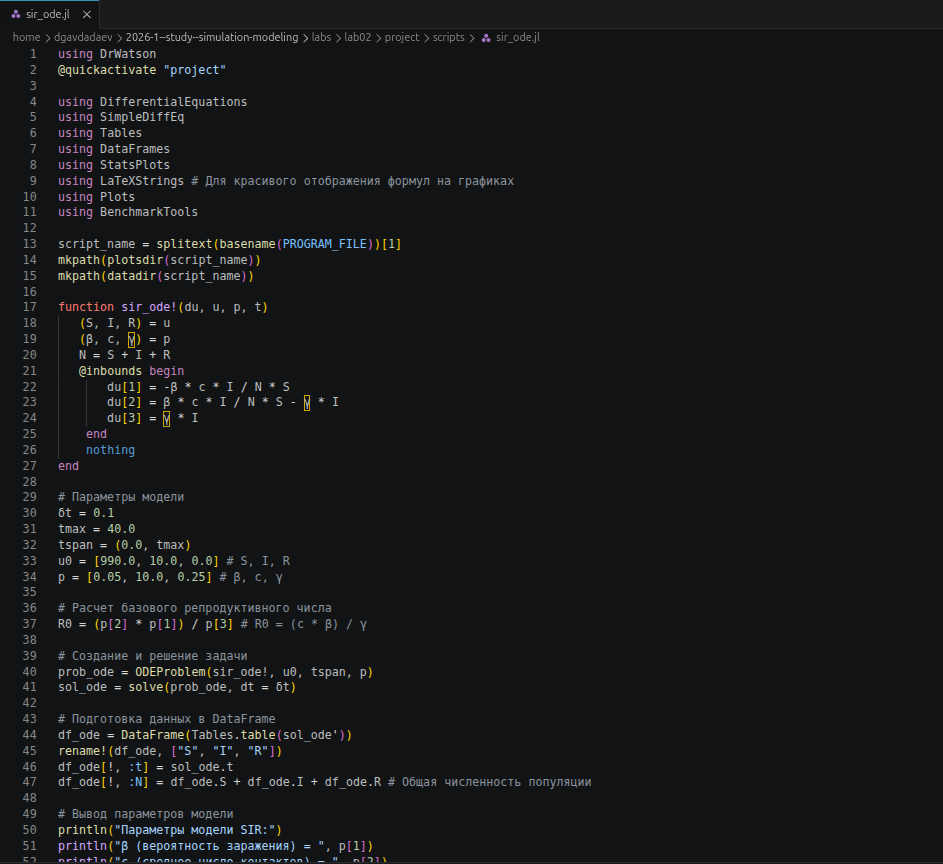 sir_ode.jl ×
home > dgavdadaev > 2026-1--study--simulation-modeling > labs > lab02 > project > scripts > sir_ode.jl
1 using DrWatson
2 @quickactivate "project"
3
4 using DifferentialEquations
5 using SimpleDiffEq
6 using Tables
7 using DataFrames
8 using StatsPlots
9 using LaTeXStrings # Для красивого отображения формул на графиках
10 using Plots
11 using BenchmarkTools
12
13 script_name = splitext(basename(PROGRAM_FILE))[1]
14 mkpath(plotsdir(script_name))
15 mkpath(datadir(script_name))
16
17 function sir_ode!(du, u, p, t)
18 (S, I, R) = u
19 (β, c, γ) = p
20 N = S + I + R
21 @inbounds begin
22 du[1] = -β * c * I / N * S
23 du[2] = β * c * I / N * S - γ * I
24 du[3] = γ * I
25 end
26 nothing
27 end
28
29 # Параметры модели
30 δt = 0.1
31 tmax = 40.0
32 tspan = (0.0, tmax)
33 u0 = [990.0, 10.0, 0.0] # S, I, R
34 p = [0.05, 10.0, 0.25] # β, c, γ
35
36 # Расчет базового репродуктивного числа
37 R0 = (p[2] * p[1]) / p[3] # R0 = (c * β) / γ
38
39 # Создание и решение задачи
40 prob_ode = ODEProblem(sir_ode!, u0, tspan, p)
41 sol_ode = solve(prob_ode, dt = δt)
42
43 # Подготовка данных в DataFrame
44 df_ode = DataFrame(Tables.table(sol_ode'))
45 rename!(df_ode, ["S", "I", "R"])
46 df_ode[!, :t] = sol_ode.t
47 df_ode[!, :N] = df_ode.S + df_ode.I + df_ode.R # Общая численность популяции
48
49 # Вывод параметров модели
50 println("Параметры модели SIR:")
51 println("β (вероятность заражения) = ", p[1])
52 println("c (среднее число контактов) = ", p[2])